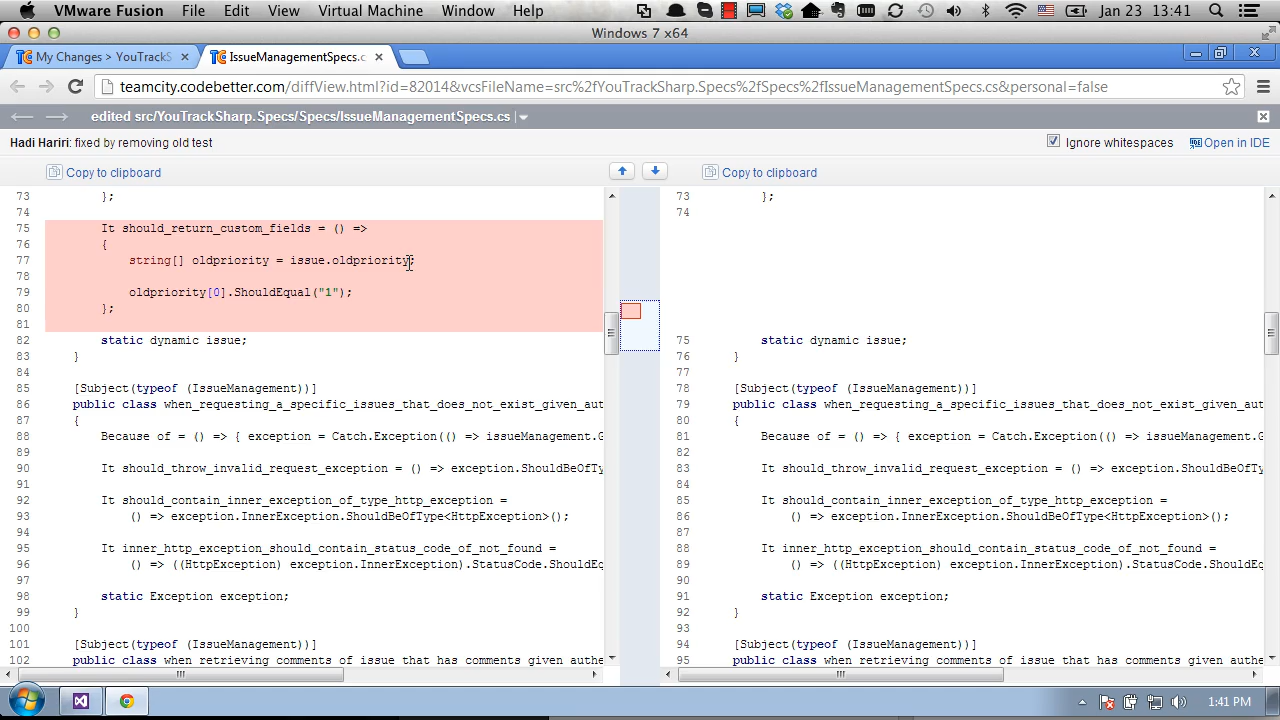 VMware Fusion File Edit View Virtual Machine Window Help Jan 23 13:41
Windows 7 x64
My Changes > YouTrackS IssueManagementSpecs.c
teamcity.codebetter.com/diffView.html?id=82014&vcsFileName=src%2fYouTrackSharp.Specs%2fSpecs%2fIssueManagementSpecs.cs&personal=false
edited src/YouTrackSharp.Specs/Specs/IssueManagementSpecs.cs
Hadi Hariri: fixed by removing old test Ignore whitespaces Open in IDE
Copy to clipboard Copy to clipboard
73 };
74
75 It should_return_custom_fields = () =>
76 {
77 string[] oldpriority = issue.oldpriority;
78
79 oldpriority[0].ShouldEqual("1");
80 };
81
82 static dynamic issue;
83 }
84
85 [Subject(typeof (IssueManagement))]
86 public class when_requesting_a_specific_issues_that_does_not_exist_given_aut
87 {
88 Because of = () => { exception = Catch.Exception(() => issueManagement.G
89
90 It should_throw_invalid_request_exception = () => exception.ShouldBeOfTy
91
92 It should_contain_inner_exception_of_type_http_exception =
93 () => exception.InnerException.ShouldBeOfType<HttpException>();
94
95 It inner_http_exception_should_contain_status_code_of_not_found =
96 () => ((HttpException) exception.InnerException).StatusCode.ShouldEq
97
98 static Exception exception;
99 }
100
101 [Subject(typeof (IssueManagement))]
102 public class when retrieving comments of issue that has comments given authe
73 };
74
75 static dynamic issue;
76 }
77
78 [Subject(typeof (IssueManagement))]
79 public class when_requesting_a_specific_issues_that_does_not_exist_given_aut
80 {
81 Because of = () => { exception = Catch.Exception(() => issueManagement.G
82
83 It should_throw_invalid_request_exception = () => exception.ShouldBeOfTy
84
85 It should_contain_inner_exception_of_type_http_exception =
86 () => exception.InnerException.ShouldBeOfType<HttpException>();
87
88 It inner_http_exception_should_contain_status_code_of_not_found =
89 () => ((HttpException) exception.InnerException).StatusCode.ShouldEq
90
91 static Exception exception;
92 }
93
94 [Subject(typeof (IssueManagement))]
95 public class when retrieving comments of issue that has comments given authe
1:41 PM